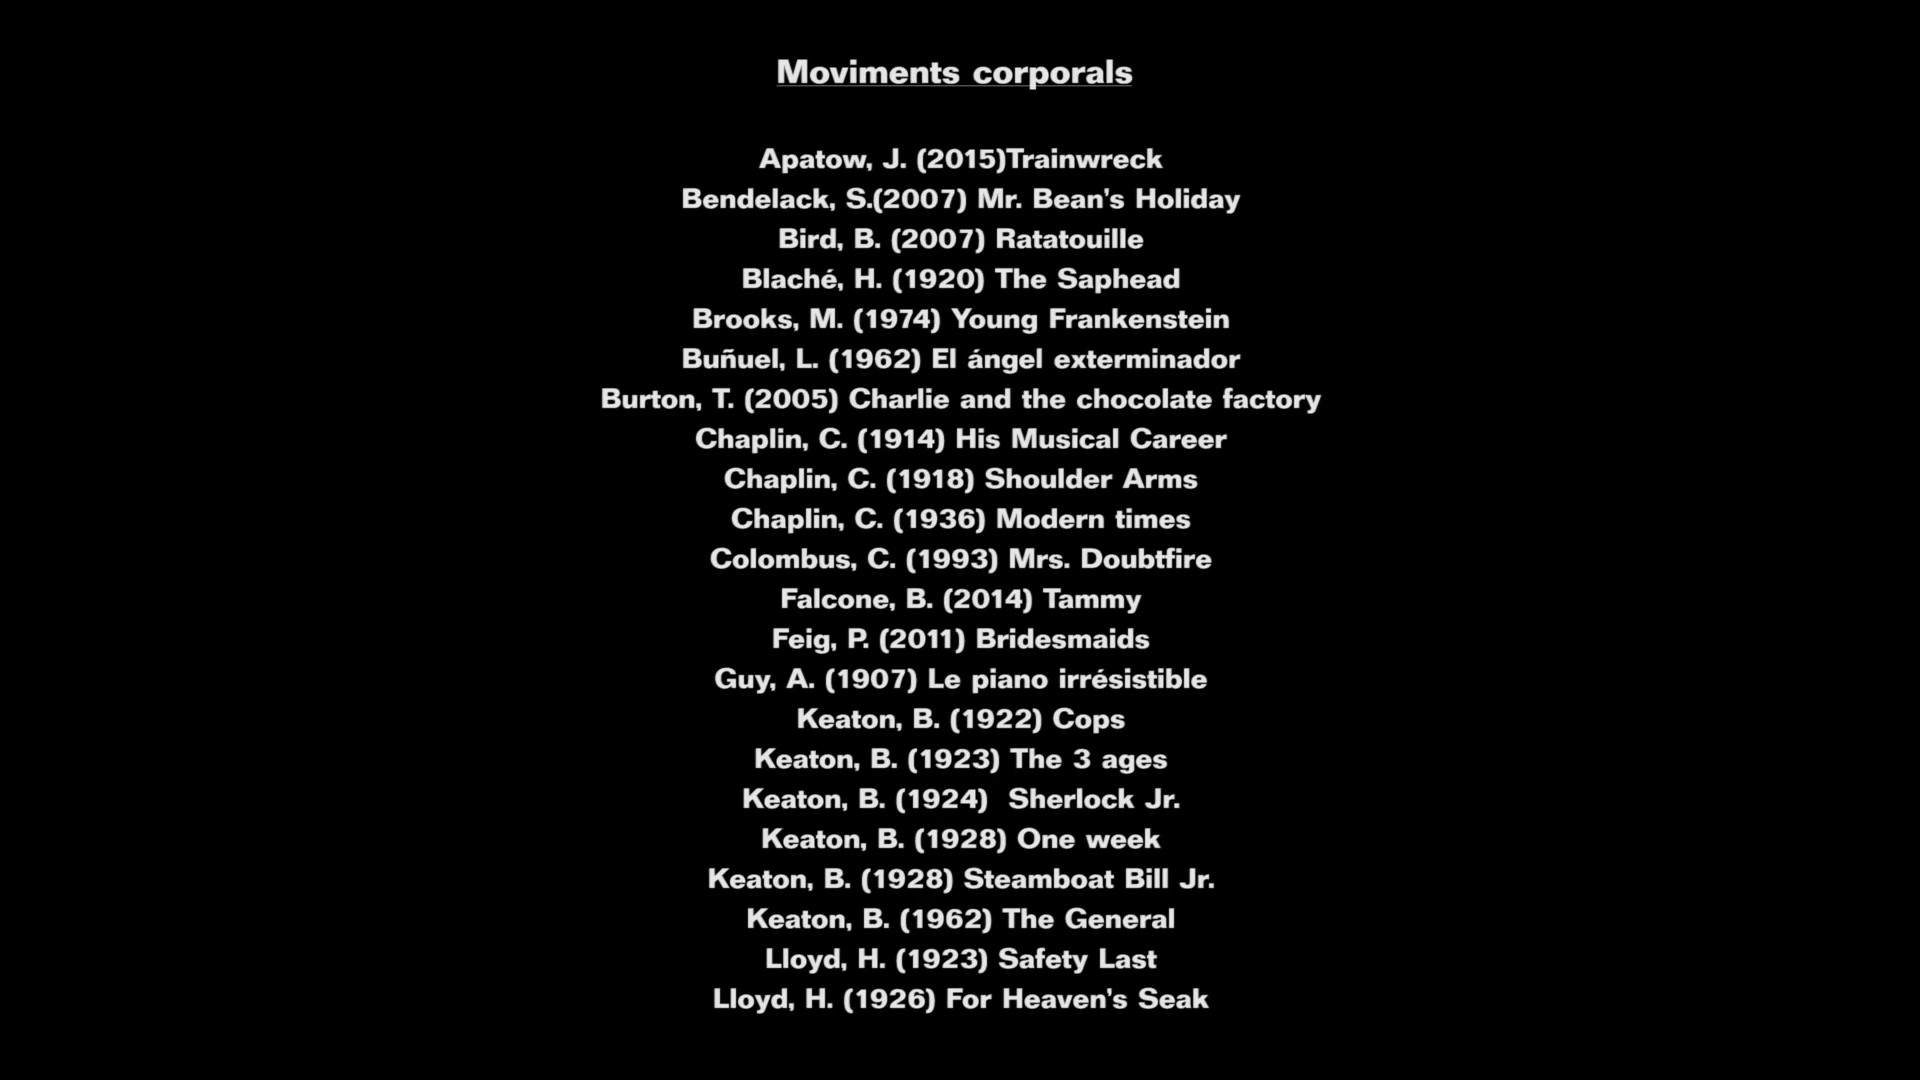 Moviments corporals
Apatow, J. (2015)Trainwreck
Bendelack, S.(2007) Mr. Bean’s Holiday
Bird, B. (2007) Ratatouille
Blaché, H. (1920) The Saphead
Brooks, M. (1974) Young Frankenstein
Buñuel, L. (1962) El ángel exterminador
Burton, T. (2005) Charlie and the chocolate factory
Chaplin, C. (1914) His Musical Career
Chaplin, C. (1918) Shoulder Arms
Chaplin, C. (1936) Modern times
Colombus, C. (1993) Mrs. Doubtfire
Falcone, B. (2014) Tammy
Feig, P. (2011) Bridesmaids
Guy, A. (1907) Le piano irrésistible
Keaton, B. (1922) Cops
Keaton, B. (1923) The 3 ages
Keaton, B. (1924)  Sherlock Jr.
Keaton, B. (1928) One week
Keaton, B. (1928) Steamboat Bill Jr.
Keaton, B. (1962) The General
Lloyd, H. (1923) Safety Last
Lloyd, H. (1926) For Heaven’s Seak